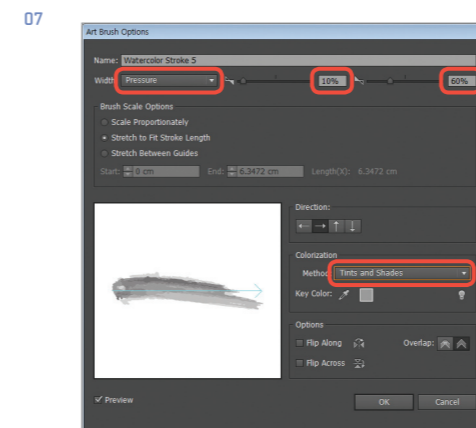 07
Art Brush Options
Name: Watercolor Stroke 5
Width: Pressure 10% 60%
Brush Scale Options
Scale Proportionately
Stretch to Fit Stroke Length
Stretch Between Guides
Start: 0 cm End: 6.3472 cm Length(X): 6.3472 cm
Direction:
Colorization
Method: Tints and Shades
Key Color:
Options
Flip Along Overlap:
Flip Across
Preview
OK Cancel